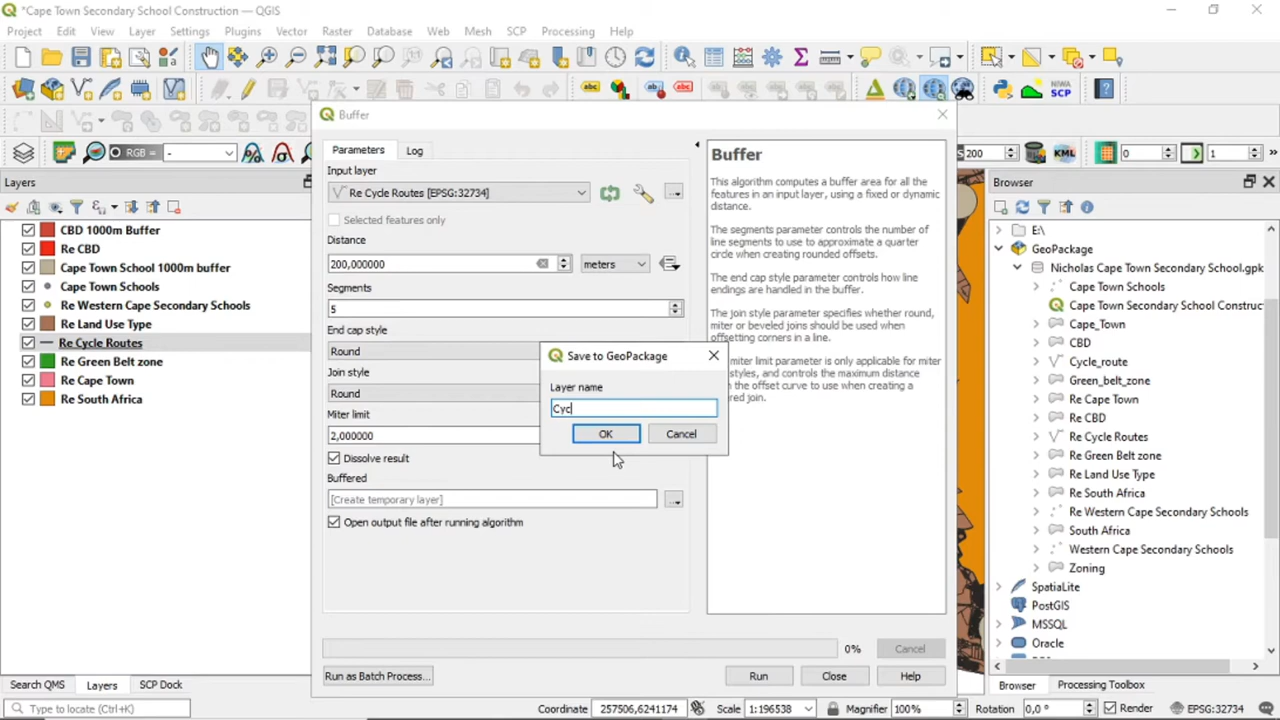 *Cape Town Secondary School Construction — QGIS
Project Edit View Layer Settings Plugins Vector Raster Database Web Mesh SCP Processing Help
abc abc abc NIWA SCP
RGB = - 200 KML 0 1 »
Layers
CBD 1000m Buffer
Re CBD
Cape Town School 1000m buffer
Cape Town Schools
Re Western Cape Secondary Schools
Re Land Use Type
Re Cycle Routes
Re Green Belt zone
Re Cape Town
Re South Africa
Search QMS Layers SCP Dock
Buffer
Parameters Log
Input layer
Re Cycle Routes [EPSG:32734]
Selected features only
Distance
200,000000 meters
Segments
5
End cap style
Round
Join style
Round
Miter limit
2,000000
Dissolve result
Buffered
[Create temporary layer]
Open output file after running algorithm
0% Cancel
Run as Batch Process... Run Close Help
Save to GeoPackage
Layer name
Cyc
OK Cancel
Buffer
This algorithm computes a buffer area for all the
features in an input layer, using a fixed or dynamic
distance.
The segments parameter controls the number of
line segments to use to approximate a quarter
circle when creating rounded offsets.
The end cap style parameter controls how line
endings are handled in the buffer.
The join style parameter specifies whether round,
miter or beveled joins should be used when
offsetting corners in a line.
miter limit parameter is only applicable for miter
styles, and controls the maximum distance
the offset curve to use when creating a
join.
Browser
E:\
GeoPackage
Nicholas Cape Town Secondary School.gpk
Cape Town Schools
Cape Town Secondary School Construc
Cape_Town
CBD
Cycle_route
Green_belt_zone
Re Cape Town
Re CBD
Re Cycle Routes
Re Green Belt zone
Re Land Use Type
Re South Africa
Re Western Cape Secondary Schools
South Africa
Western Cape Secondary Schools
Zoning
SpatiaLite
PostGIS
MSSQL
Oracle
Browser Processing Toolbox
Type to locate (Ctrl+K) Coordinate 257506,6241174 Scale 1:196538 Magnifier 100% Rotation 0,0 ° Render EPSG:32734